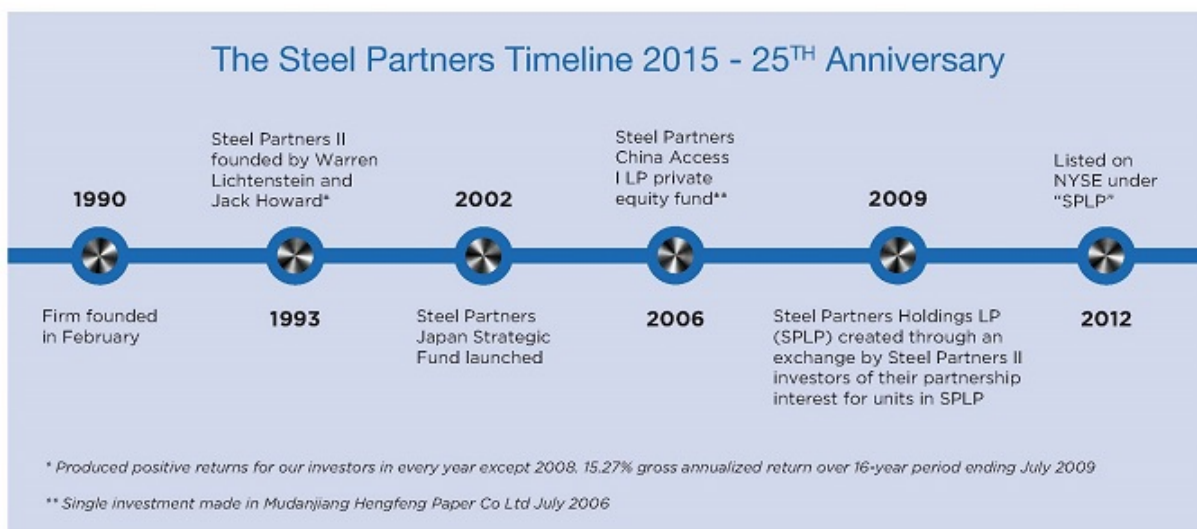 The Steel Partners Timeline 2015 - 25TH Anniversary
1990
Firm founded
in February
Steel Partners II
founded by Warren
Lichtenstein and
Jack Howard*
1993
2002
Steel Partners
Japan Strategic
Fund launched
Steel Partners
China Access
I LP private
equity fund**
2006
2009
Steel Partners Holdings LP
(SPLP) created through an
exchange by Steel Partners II
investors of their partnership
interest for units in SPLP
Listed on
NYSE under
“SPLP”
2012
* Produced positive returns for our investors in every year except 2008. 15.27% gross annualized return over 16-year period ending July 2009
** Single investment made in Mudanjiang Hengfeng Paper Co Ltd July 2006